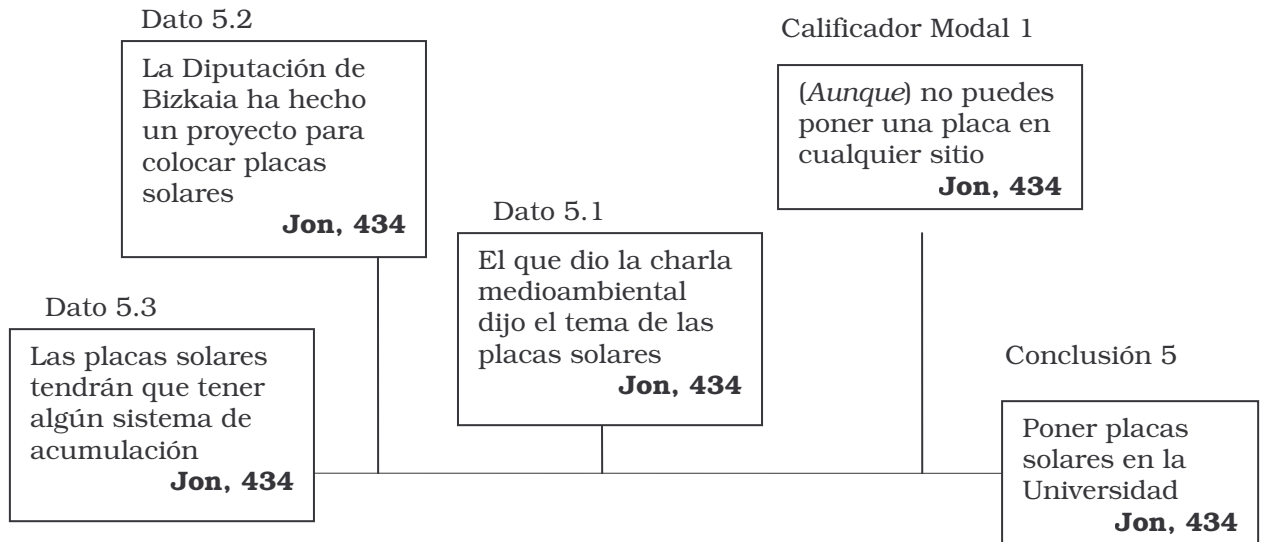 Dato 5.2
La Diputación de
Bizkaia ha hecho
un proyecto para
colocar placas
solares
Jon, 434
Calificador Modal 1
(Aunque) no puedes
poner una placa en
cualquier sitio
Jon, 434
Dato 5.1
El que dio la charla
medioambiental
dijo el tema de las
placas solares
Jon, 434
Dato 5.3
Las placas solares
tendrán que tener
algún sistema de
acumulación
Jon, 434
Conclusión 5
Poner placas
solares en la
Universidad
Jon, 434